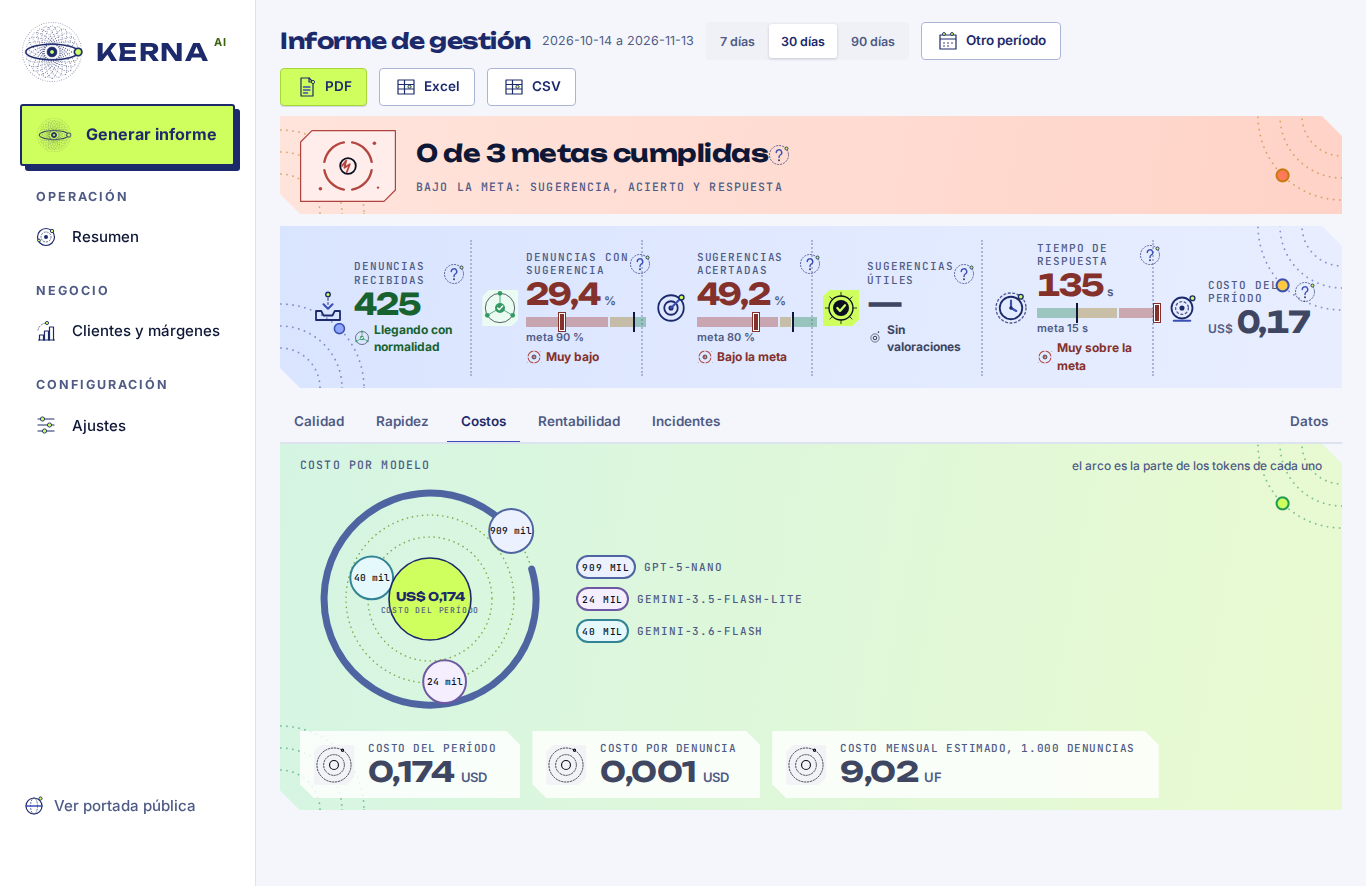 KERNA AI
Generar informe
OPERACIÓN
Resumen
NEGOCIO
Clientes y márgenes
CONFIGURACIÓN
Ajustes
Ver portada pública
Informe de gestión 2026-10-14 a 2026-11-13 7 días 30 días 90 días Otro período
PDF Excel CSV
0 de 3 metas cumplidas ?
BAJO LA META: SUGERENCIA, ACIERTO Y RESPUESTA
DENUNCIAS
RECIBIDAS ?
425
Llegando con
normalidad
DENUNCIAS CON
SUGERENCIA ?
29,4 %
meta 90 %
Muy bajo
SUGERENCIAS
ACERTADAS ?
49,2 %
meta 80 %
Bajo la meta
SUGERENCIAS
ÚTILES ?
—
Sin
valoraciones
TIEMPO DE
RESPUESTA ?
135 s
meta 15 s
Muy sobre la
meta
COSTO DEL
PERÍODO ?
US$ 0,17
Calidad Rapidez Costos Rentabilidad Incidentes Datos
COSTO POR MODELO el arco es la parte de los tokens de cada uno
909 mil
40 mil
US$ 0,174
COSTO DEL PERÍODO
24 mil
909 MIL GPT-5-NANO
24 MIL GEMINI-3.5-FLASH-LITE
40 MIL GEMINI-3.6-FLASH
COSTO DEL PERÍODO
0,174 USD
COSTO POR DENUNCIA
0,001 USD
COSTO MENSUAL ESTIMADO, 1.000 DENUNCIAS
9,02 UF